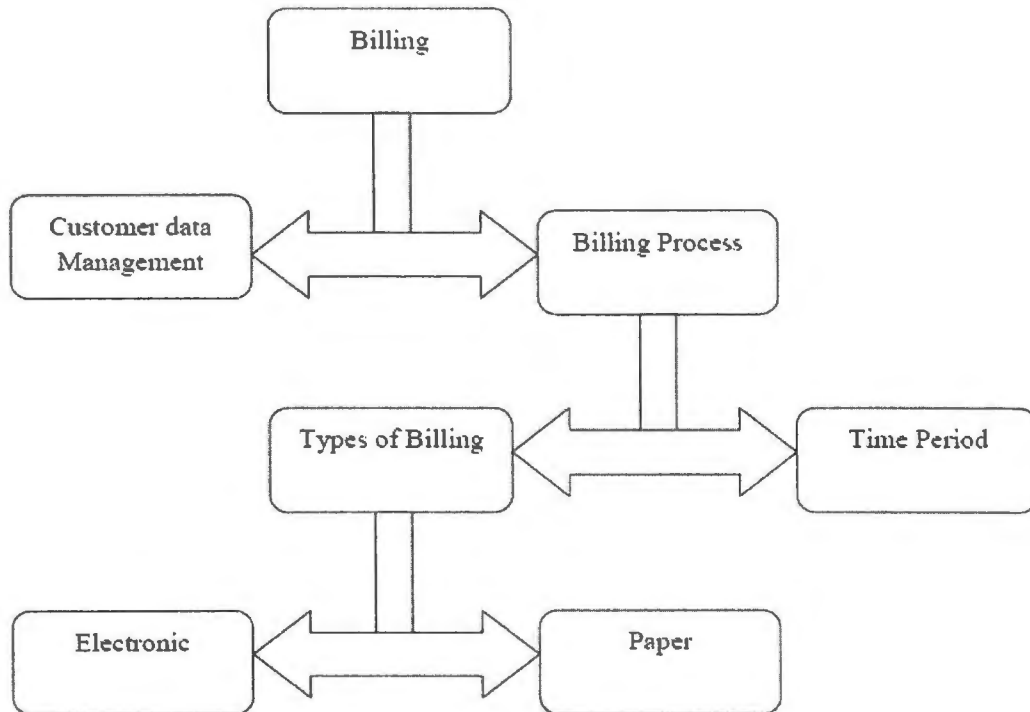 Billing
Customer data
Management
Billing Process
Types of Billing
Time Period
Electronic
Paper